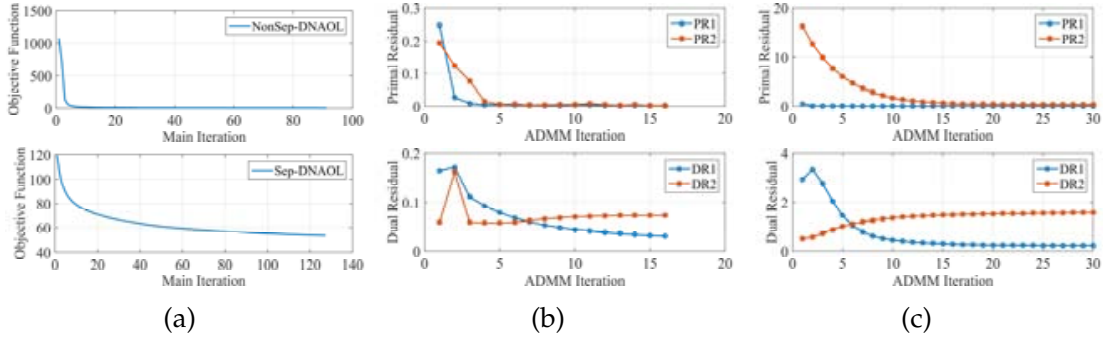 Objective Function
1500
1000
500
0
0 20 40 60 80 100
Main Iteration
NonSep-DNAOL
Objective Function
120
100
80
60
40
0 20 40 60 80 100 120 140
Main Iteration
Sep-DNAOL
(a)
Primal Residual
0.3
0.2
0.1
0
0 5 10 15 20
ADMM Iteration
PR1
PR2
Dual Residual
0.2
0.1
0
0 5 10 15 20
ADMM Iteration
DR1
DR2
(b)
Primal Residual
20
10
0
0 5 10 15 20 25 30
ADMM Iteration
PR1
PR2
Dual Residual
4
2
0
0 5 10 15 20 25 30
ADMM Iteration
DR1
DR2
(c)